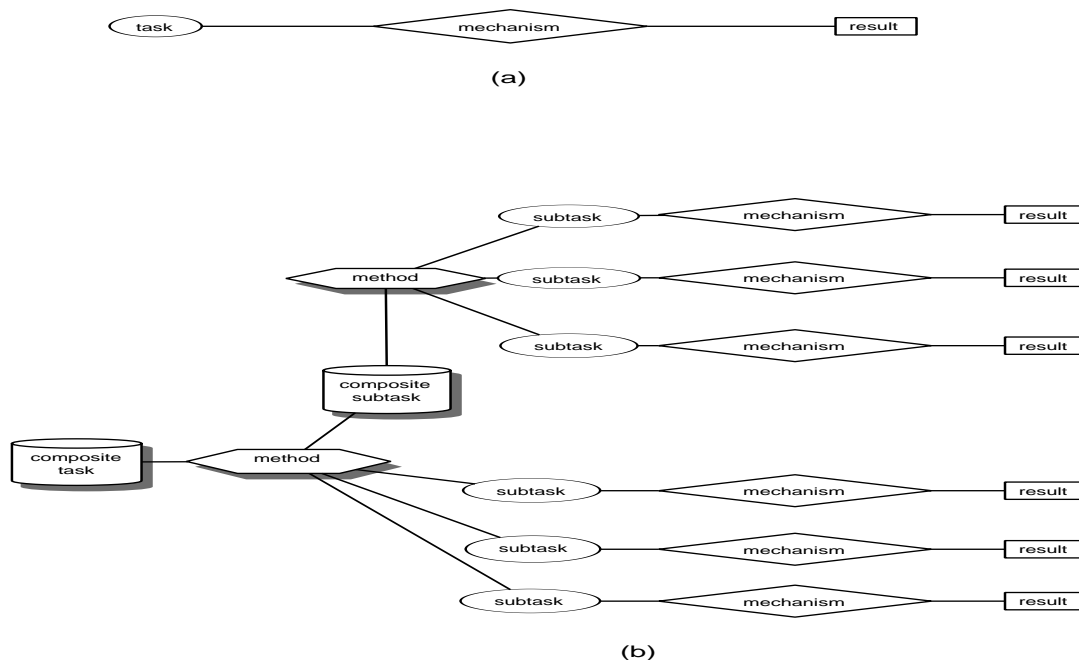 task mechanism result
(a)
subtask mechanism result
method subtask mechanism result
subtask mechanism result
composite
subtask
composite
task
method
subtask mechanism result
subtask mechanism result
subtask mechanism result
(b)